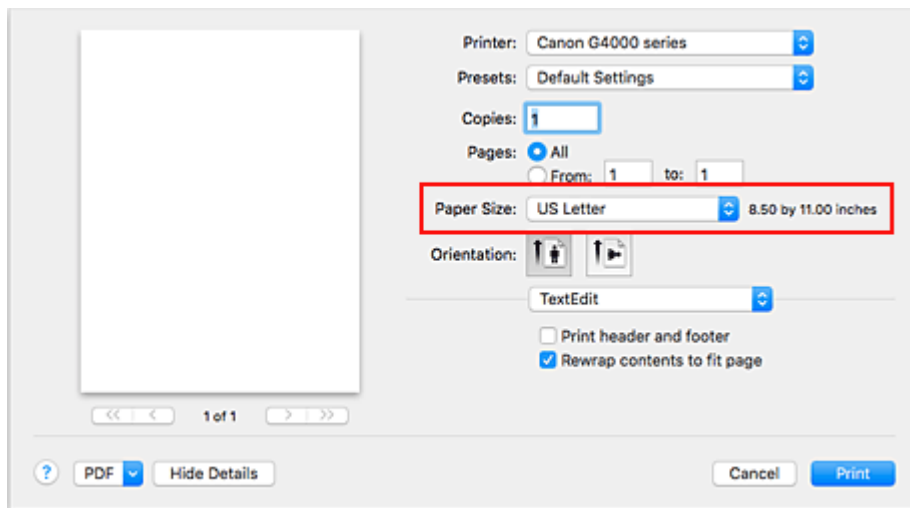 Printer: Canon G4000 series
Presets: Default Settings
Copies: 1
Pages: All
From: 1 to: 1
Paper Size: US Letter 8.50 by 11.00 inches
Orientation:
TextEdit
Print header and footer
Rewrap contents to fit page
<< < 1 of 1 > >>
? PDF Hide Details Cancel Print